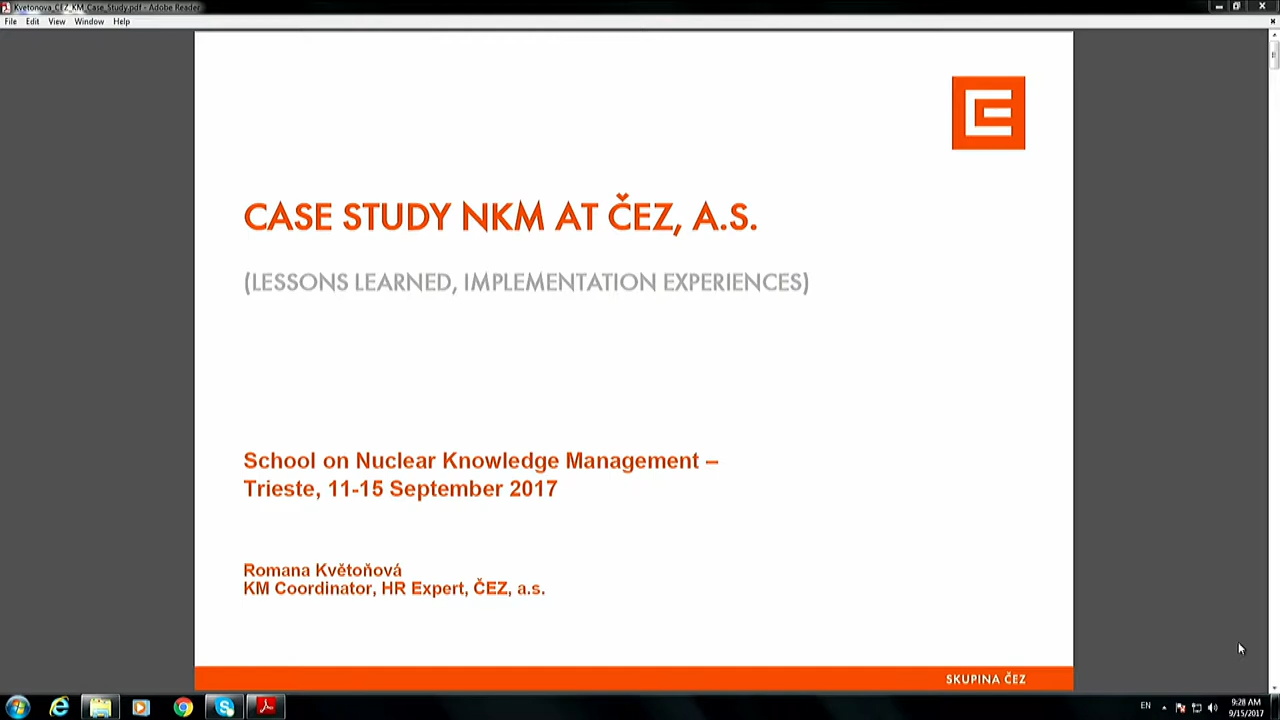 Kvetonova_CEZ_KM_Case_Study.pdf - Adobe Reader
File Edit View Window Help
CASE STUDY NKM AT ČEZ, A.S.
(LESSONS LEARNED, IMPLEMENTATION EXPERIENCES)
School on Nuclear Knowledge Management –
Trieste, 11-15 September 2017
Romana Květoňová
KM Coordinator, HR Expert, ČEZ, a.s.
SKUPINA ČEZ
EN
9:28 AM
9/15/2017